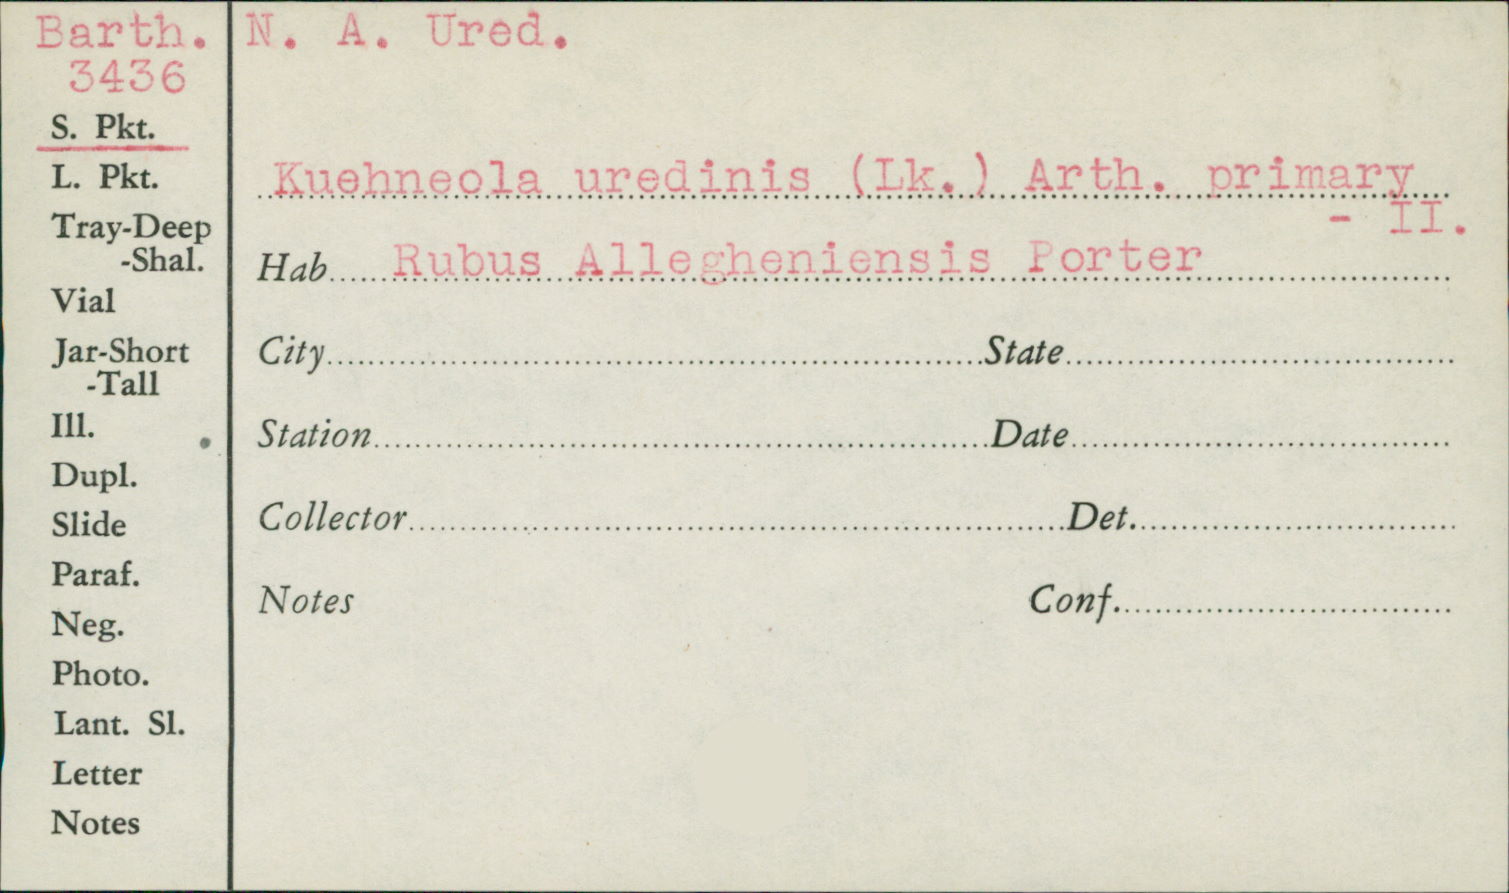 Barth. N. A. Ured.
3436
S. Pkt.
L. Pkt.
Tray-Deep
-Shal.
Vial
Jar-Short
-Tall
Ill.
Dupl.
Slide
Paraf.
Neg.
Photo.
Lant. Sl.
Letter
Notes
Kuehneola uredinis (Lk.) Arth. primary
- II.
Hab. Rubus Allegheniensis Porter
City State
Station Date
Collector Det.
Notes Conf.